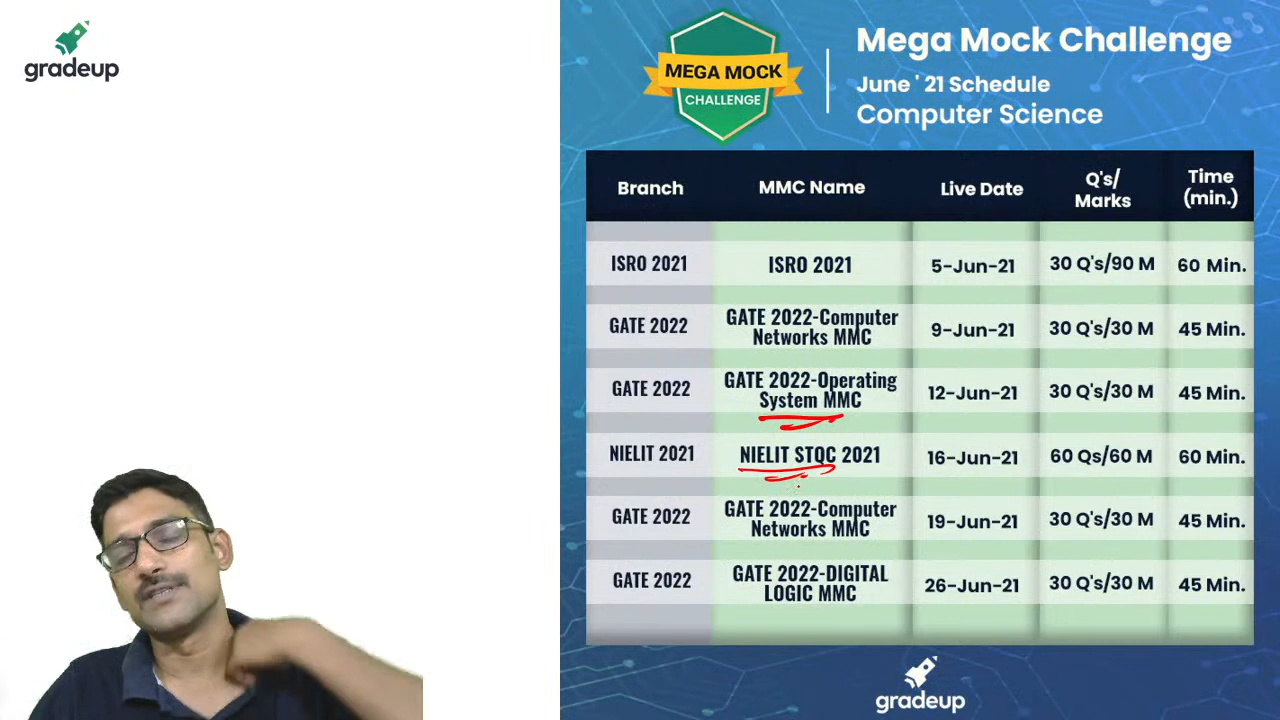 gradeup
MEGA MOCK
CHALLENGE
Mega Mock Challenge
June ' 21 Schedule
Computer Science
Branch MMC Name Live Date Q's/ Marks Time (min.)
ISRO 2021 ISRO 2021 5-Jun-21 30 Q's/90 M 60 Min.
GATE 2022 GATE 2022-Computer Networks MMC 9-Jun-21 30 Q's/30 M 45 Min.
GATE 2022 GATE 2022-Operating System MMC 12-Jun-21 30 Q's/30 M 45 Min.
NIELIT 2021 NIELIT STQC 2021 16-Jun-21 60 Qs/60 M 60 Min.
GATE 2022 GATE 2022-Computer Networks MMC 19-Jun-21 30 Q's/30 M 45 Min.
GATE 2022 GATE 2022-DIGITAL LOGIC MMC 26-Jun-21 30 Q's/30 M 45 Min.
gradeup